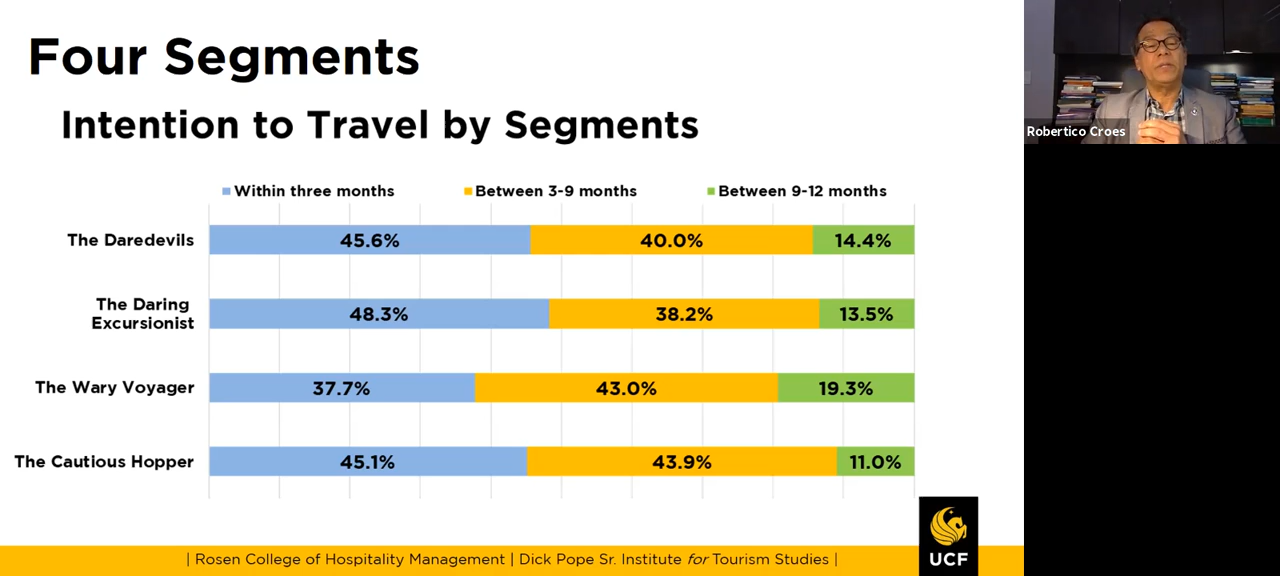 Four Segments
Intention to Travel by Segments
Within three months
Between 3-9 months
Between 9-12 months
The Daredevils
45.6%
40.0%
14.4%
The Daring
Excursionist
48.3%
38.2%
13.5%
The Wary Voyager
37.7%
43.0%
19.3%
The Cautious Hopper
45.1%
43.9%
11.0%
| Rosen College of Hospitality Management | Dick Pope Sr. Institute for Tourism Studies |
UCF
Robertico Croes